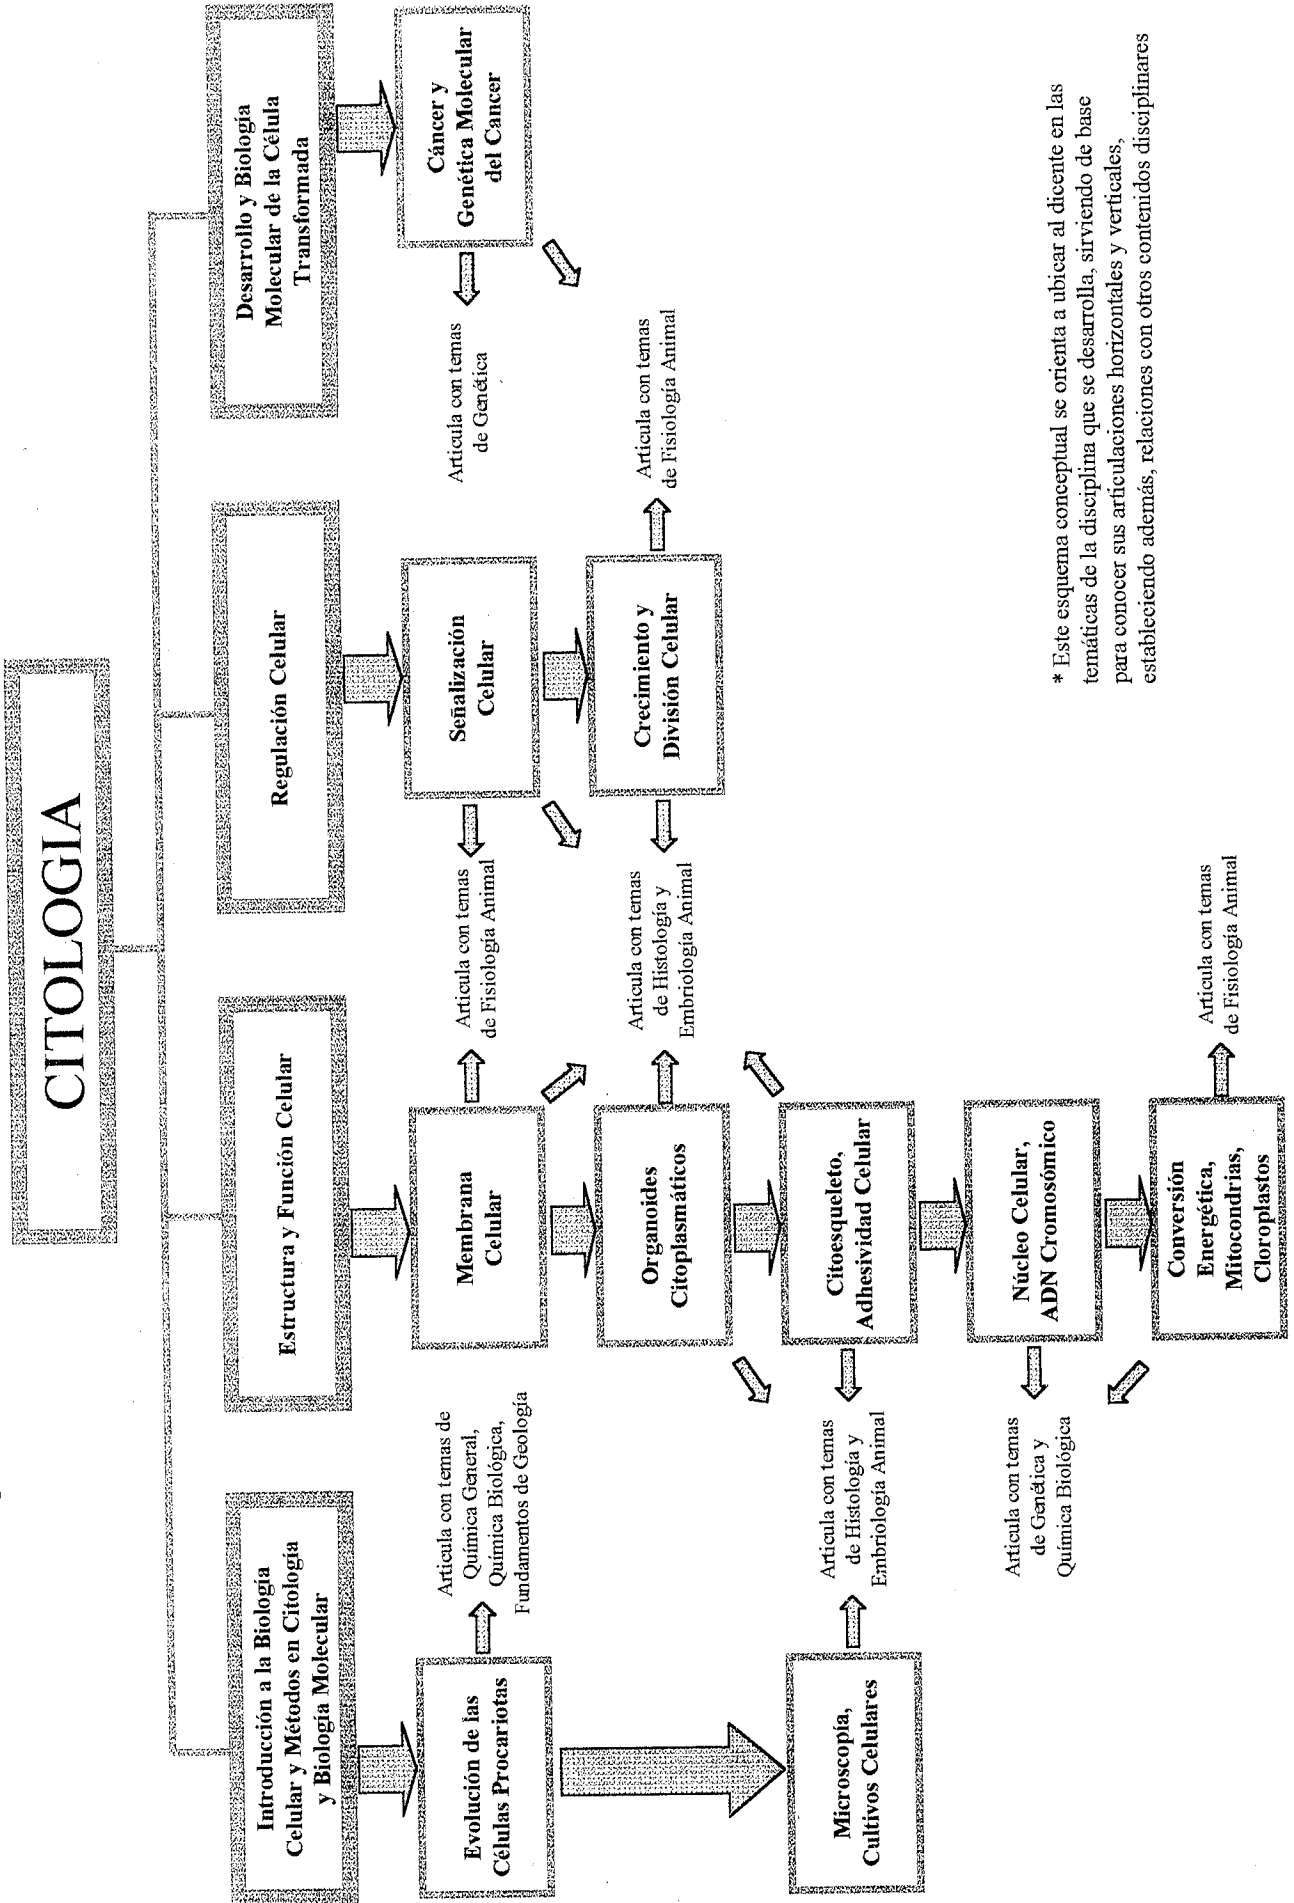 CITOLOGIA
Introducción a la Biología
Celular y Métodos en Citología
y Biología Molecular
Estructura y Función Celular
Regulación Celular
Desarrollo y Biología
Molecular de la Célula
Transformada
Evolución de las
Células Procariotas
Articula con temas de
Química General,
Química Biológica,
Fundamentos de Geología
Membrana
Celular
Articula con temas
de Fisiología Animal
Señalización
Celular
Articula con temas
de Genética
Cáncer y
Genética Molecular
del Cancer
Organoides
Citoplasmáticos
Articula con temas
de Histología y
Embriología Animal
Crecimiento y
División Celular
Articula con temas
de Fisiología Animal
Microscopía,
Cultivos Celulares
Articula con temas
de Histología y
Embriología Animal
Citoesqueleto,
Adhesividad Celular
Articula con temas
de Genética y
Química Biológica
Núcleo Celular,
ADN Cromosómico
Conversión
Energética,
Mitocondrias,
Cloroplastos
Articula con temas
de Fisiología Animal
* Este esquema conceptual se orienta a ubicar al dicente en las
temáticas de la disciplina que se desarrolla, sirviendo de base
para conocer sus articulaciones horizontales y verticales,
estableciendo además, relaciones con otros contenidos disciplinares